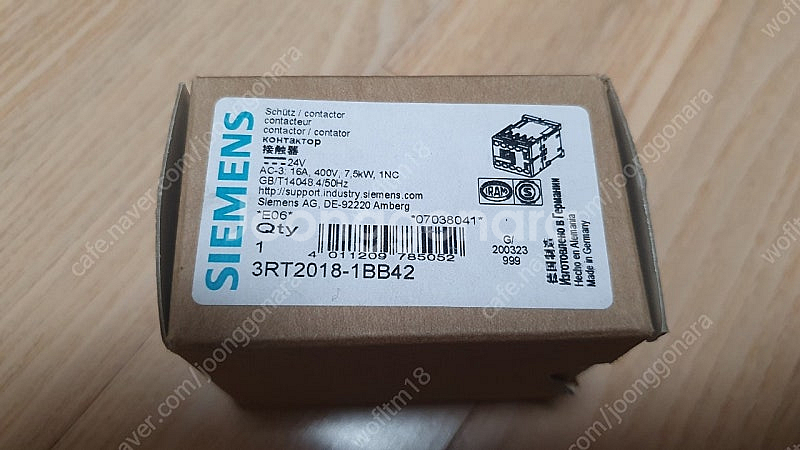 SIEMENS
Schütz / contactor
contacteur
contactor / contator
контактор
接触器
24V
AC-3: 16A, 400V, 7,5kW, 1NC
GB/T14048.4/50Hz
http://support.industry.siemens.com
Siemens AG, DE-92220 Amberg
*E06* *07038041*
Qty
1
4 011209 785052
3RT2018-1BB42
IRAM S
G/
200323
999
德国制造
Изготовлено в Германии
Hecho en Alemania
Made in Germany
joonggonara
cafe.naver.com/joonggonara
wofltm18